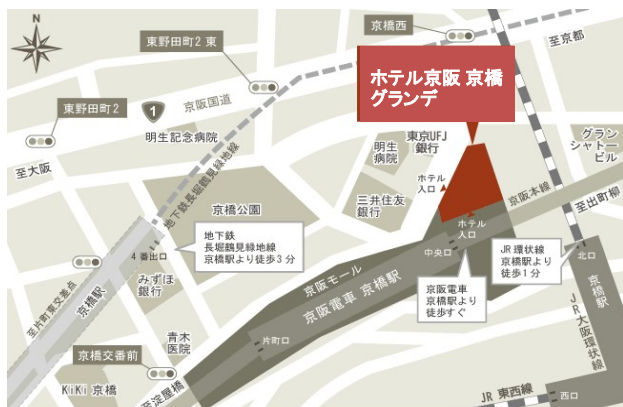 N
京橋西
至京都
東野田町2 東
ホテル京阪 京橋
グランデ
東野田町2
1
京阪国道
明生記念病院
東京UFJ
銀行
明生
病院
グラン
シャトー
ビル
至大阪
地下鉄長堀鶴見緑地線
ホテル
入口
京阪本線
至出町柳
三井住友
銀行
京橋公園
ホテル
入口
地下鉄
長堀鶴見緑地線
京橋駅より徒歩3分
4 番出口
中央口
JR 環状線
京橋駅より
徒歩1分
北口
京橋駅
みずほ
銀行
京橋駅
至片町東交差点
京阪モール
京阪電車 京橋駅
京阪電車
京橋駅より
徒歩すぐ
JR大阪環状線
青木
医院
片町口
京橋交番前
KiKi 京橋
至淀屋橋
JR 東西線
西口